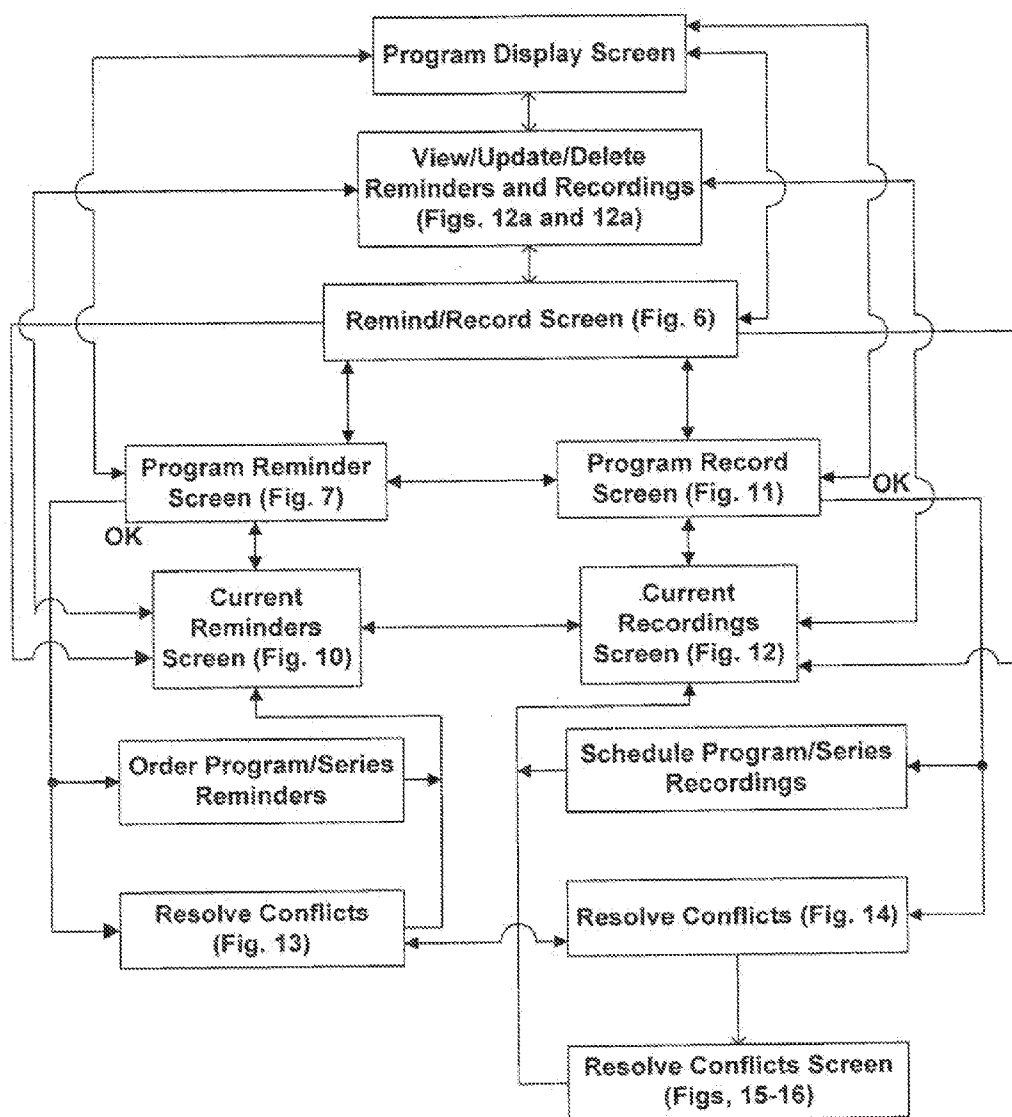 Program Display Screen
View/Update/Delete
Reminders and Recordings
(Figs. 12a and 12a)
Remind/Record Screen (Fig. 6)
Program Reminder
Screen (Fig. 7)
Program Record
Screen (Fig. 11)
OK
OK
Current
Reminders
Screen (Fig. 10)
Current
Recordings
Screen (Fig. 12)
Order Program/Series
Reminders
Schedule Program/Series
Recordings
Resolve Conflicts
(Fig. 13)
Resolve Conflicts (Fig. 14)
Resolve Conflicts Screen
(Figs, 15-16)